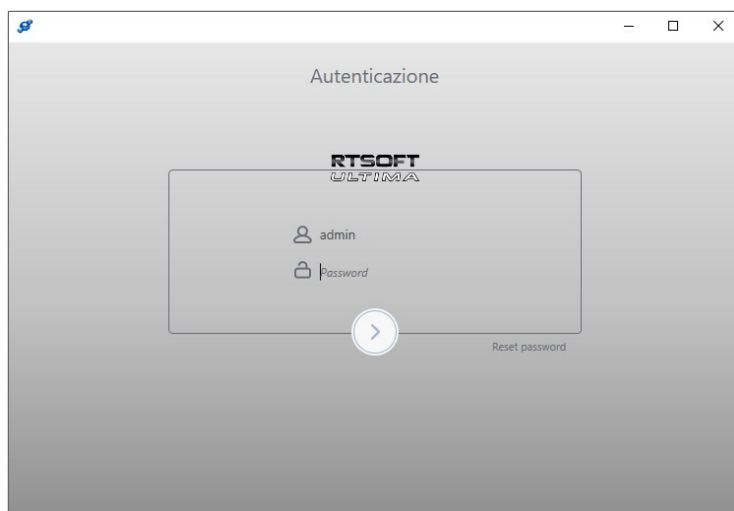 Autenticazione
RTSOFT
ULTIMA
admin
Password
Reset password